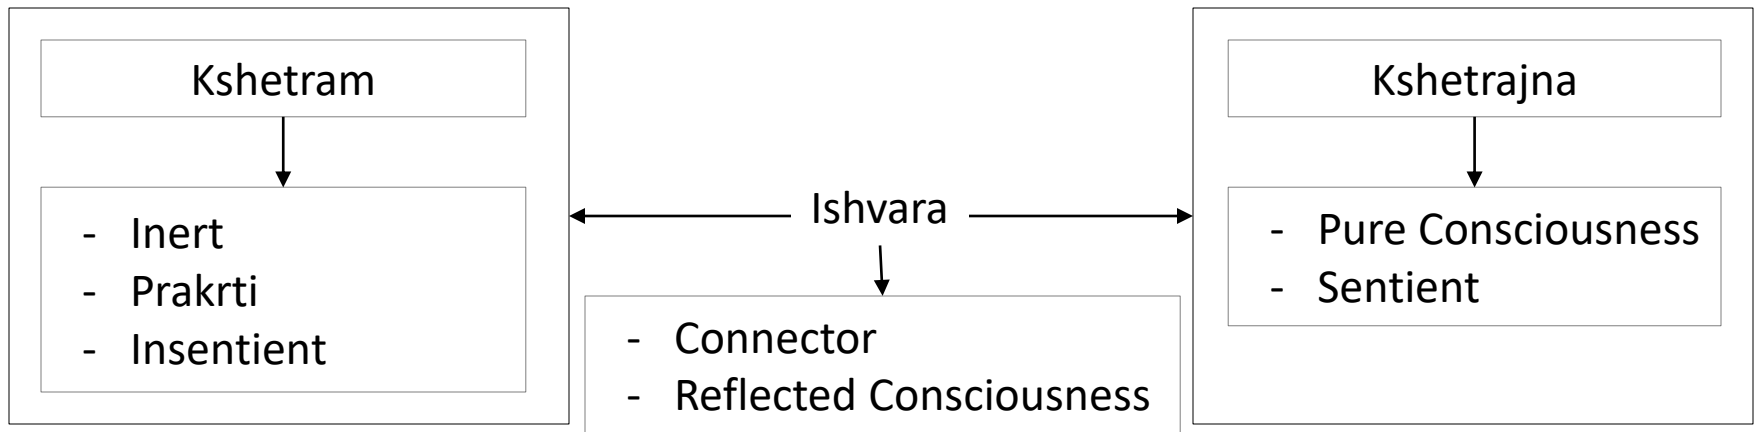 Kshetram
- Inert
- Prakrti
- Insentient
Ishvara
- Connector
- Reflected Consciousness
Kshetrajna
- Pure Consciousness
- Sentient